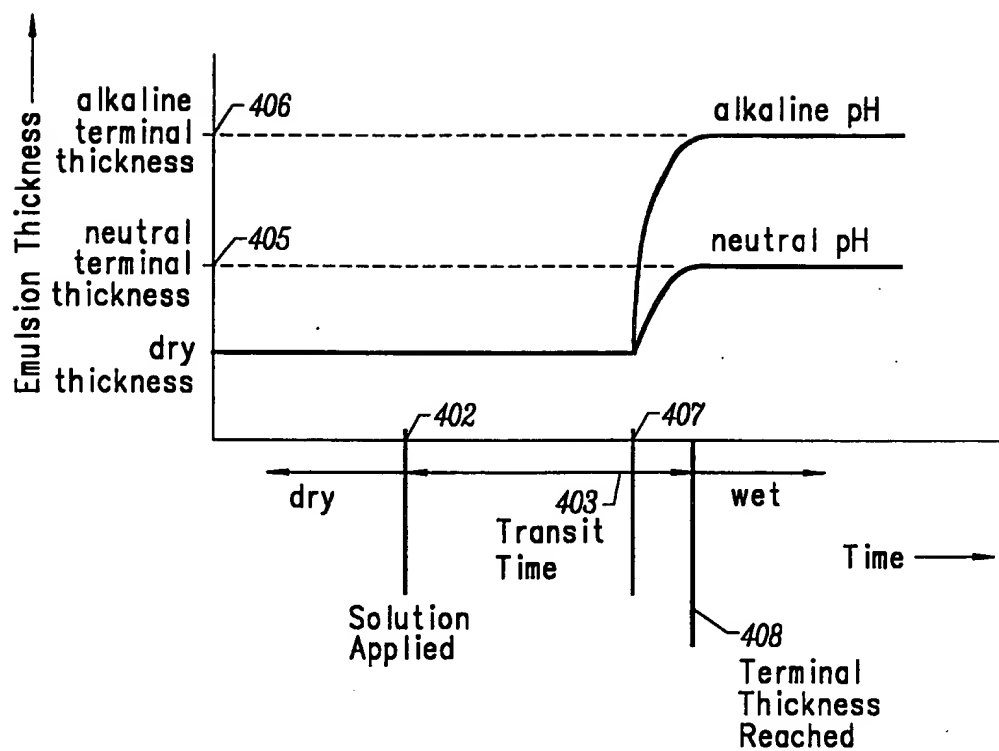 Emulsion Thickness
alkaline
terminal
thickness
406
alkaline pH
neutral
terminal
thickness
405
neutral pH
dry
thickness
402
407
dry
403
wet
Transit
Time
Time
Solution
Applied
408
Terminal
Thickness
Reached